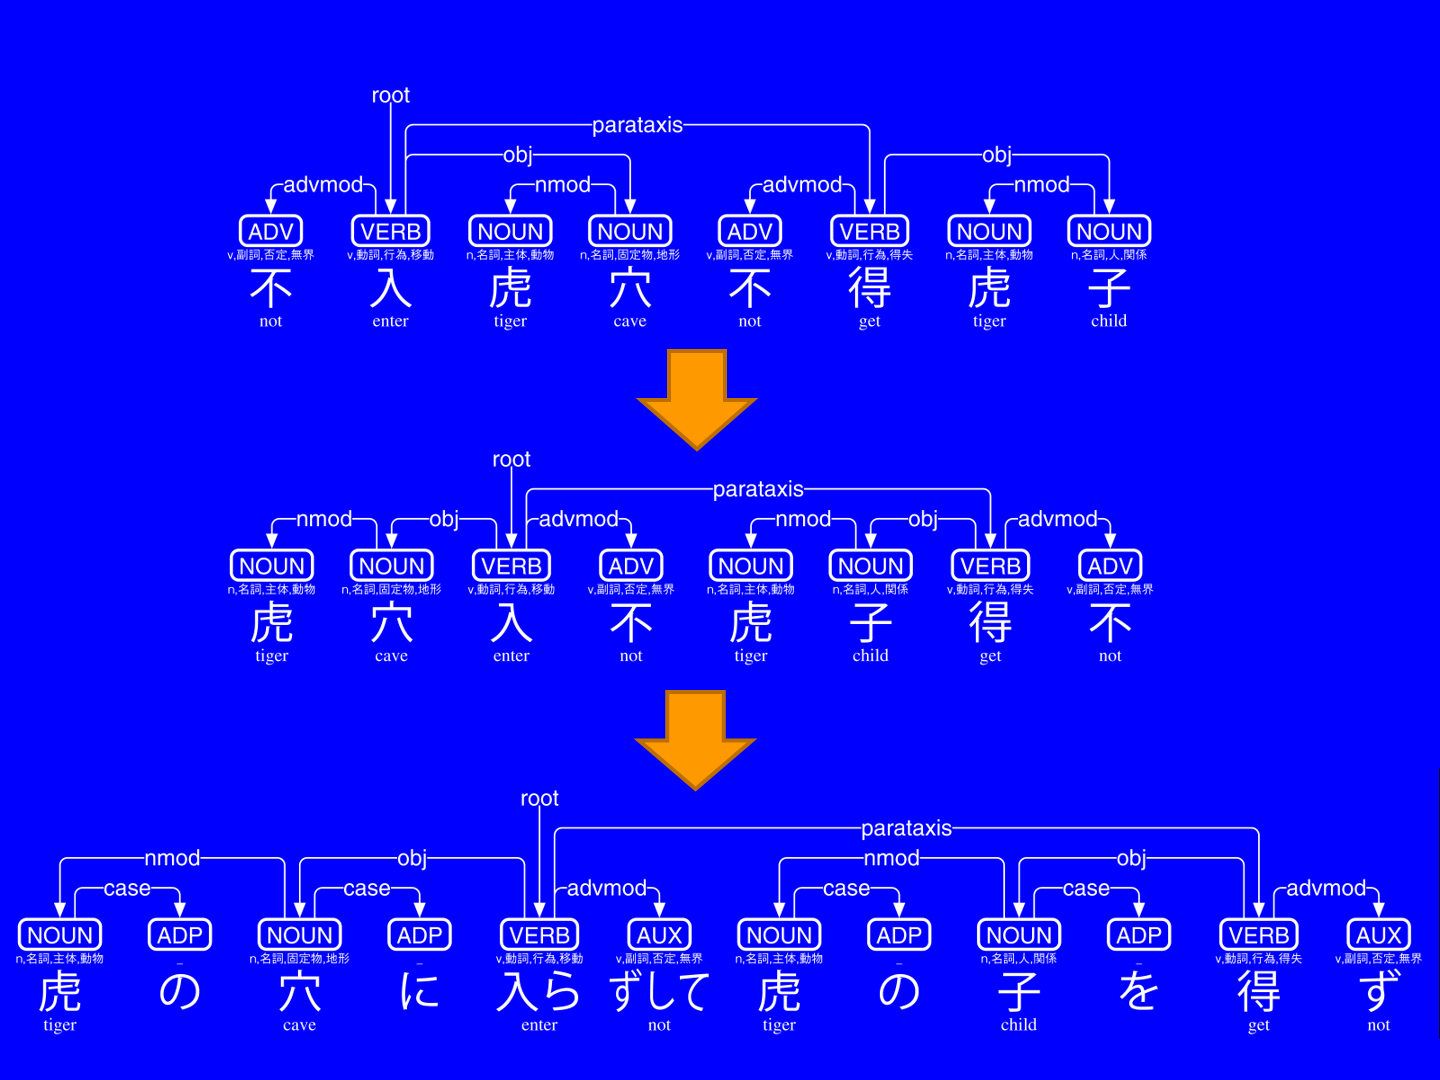 root
parataxis
obj obj
advmod nmod advmod nmod
ADV VERB NOUN NOUN ADV VERB NOUN NOUN
v,副詞,否定,無界 v,動詞,行為,移動 n,名詞,主体,動物 n,名詞,固定物,地形 v,副詞,否定,無界 v,動詞,行為,得失 n,名詞,主体,動物 n,名詞,人,関係
不 入 虎 穴 不 得 虎 子
not enter tiger cave not get tiger child
root
parataxis
nmod obj advmod nmod obj advmod
NOUN NOUN VERB ADV NOUN NOUN VERB ADV
n,名詞,主体,動物 n,名詞,固定物,地形 v,動詞,行為,移動 v,副詞,否定,無界 n,名詞,主体,動物 n,名詞,人,関係 v,動詞,行為,得失 v,副詞,否定,無界
虎 穴 入 不 虎 子 得 不
tiger cave enter not tiger child get not
root
parataxis
nmod obj nmod obj
case case advmod case case advmod
NOUN ADP NOUN ADP VERB AUX NOUN ADP NOUN ADP VERB AUX
n,名詞,主体,動物 _ n,名詞,固定物,地形 _ v,動詞,行為,移動 v,副詞,否定,無界 n,名詞,主体,動物 _ n,名詞,人,関係 _ v,動詞,行為,得失 v,副詞,否定,無界
虎 の 穴 に 入ら ずして 虎 の 子 を 得 ず
tiger cave enter not tiger child get not